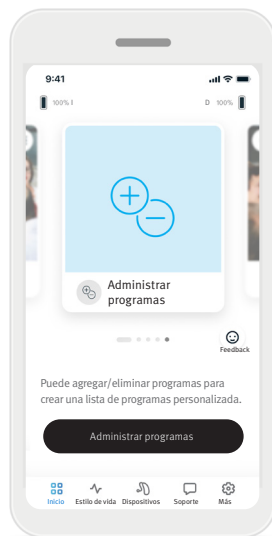 9:41
100% I
D 100%
Administrar
programas
Feedback
Puede agregar/eliminar programas para
crear una lista de programas personalizada.
Administrar programas
Inicio Estilo de vida Dispositivos Soporte Más